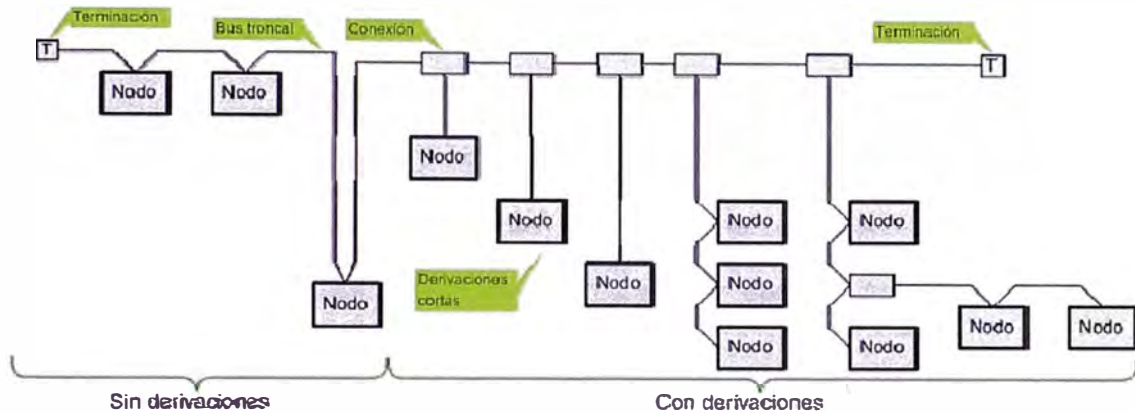 Terminación
Bus troncal
Conexión
Terminación
T
T
Nodo
Nodo
Nodo
Nodo
Nodo
Nodo
Nodo
Derivaciones
cortas
Nodo
Nodo
Nodo
Nodo
Nodo
Nodo
Nodo
Nodo
Sin derivaciones
Con derivaciones